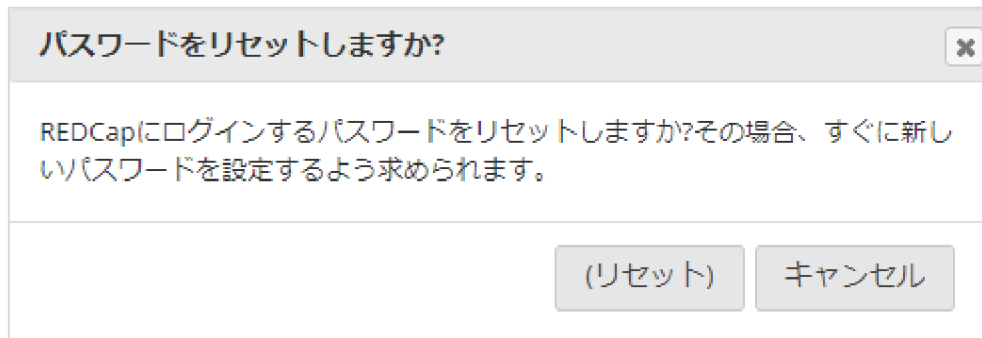 パスワードをリセットしますか?
REDCapにログインするパスワードをリセットしますか?その場合、すぐに新し
いパスワードを設定するよう求められます。
(リセット) キャンセル